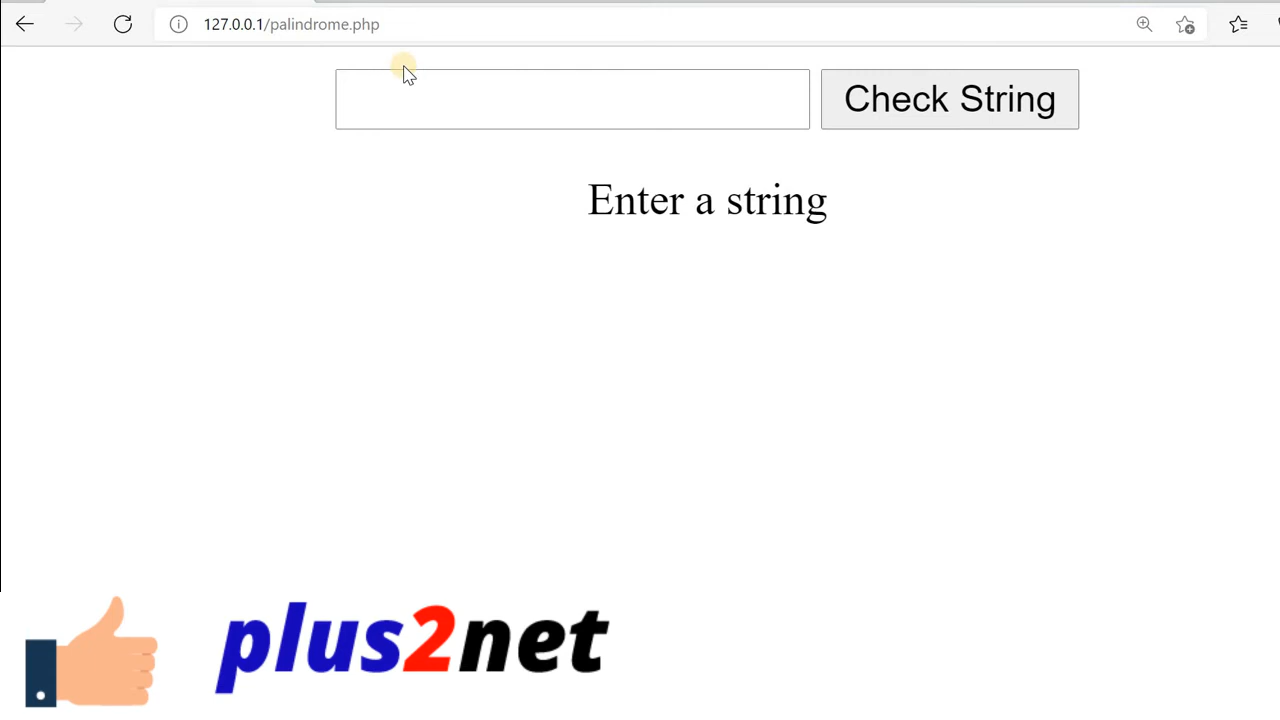 127.0.0.1/palindrome.php
Check String
Enter a string
plus2net